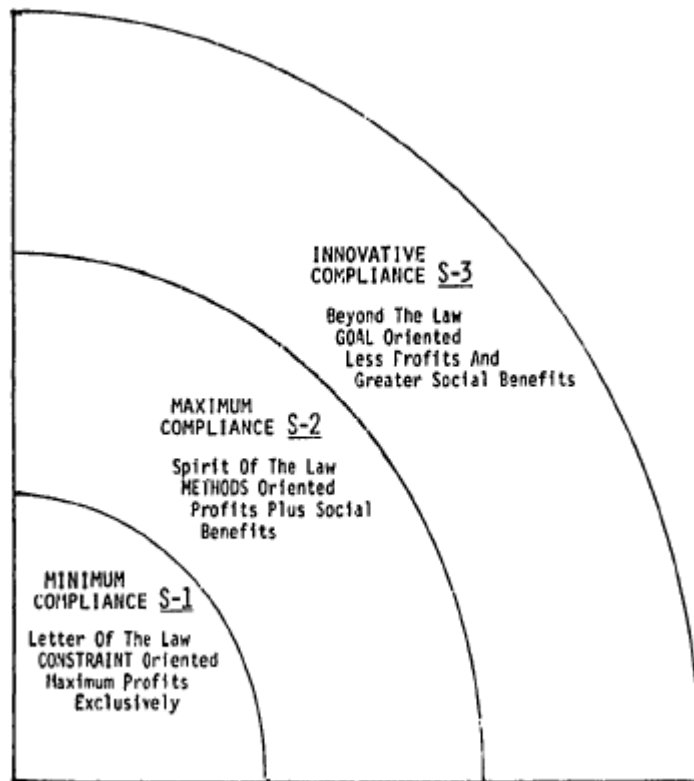 INNOVATIVE
COMPLIANCE S-3
Beyond The Law
GOAL Oriented
Less Profits And
Greater Social Benefits
MAXIMUM
COMPLIANCE S-2
Spirit Of The Law
METHODS Oriented
Profits Plus Social
Benefits
MINIMUM
COMPLIANCE S-1
Letter Of The Law
CONSTRAINT Oriented
Maximum Profits
Exclusively